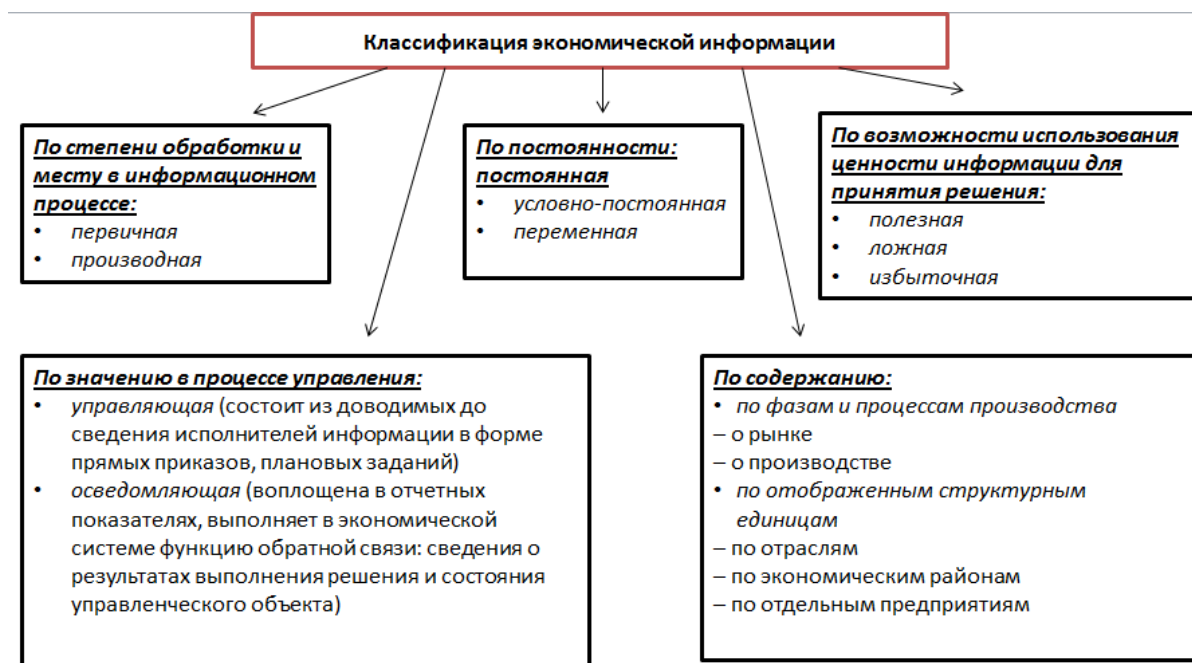 Классификация экономической информации
По степени обработки и
месту в информационном
процессе:
• первичная
• производная
По постоянности:
постоянная
• условно-постоянная
• переменная
По возможности использования
ценности информации для
принятия решения:
• полезная
• ложная
• избыточная
По значению в процессе управления:
• управляющая (состоит из доводимых до
сведения исполнителей информации в форме
прямых приказов, плановых заданий)
• осведомляющая (воплощена в отчетных
показателях, выполняет в экономической
системе функцию обратной связи: сведения о
результатах выполнения решения и состояния
управленческого объекта)
По содержанию:
• по фазам и процессам производства
– о рынке
– о производстве
• по отображенным структурным
единицам
– по отраслям
– по экономическим районам
– по отдельным предприятиям